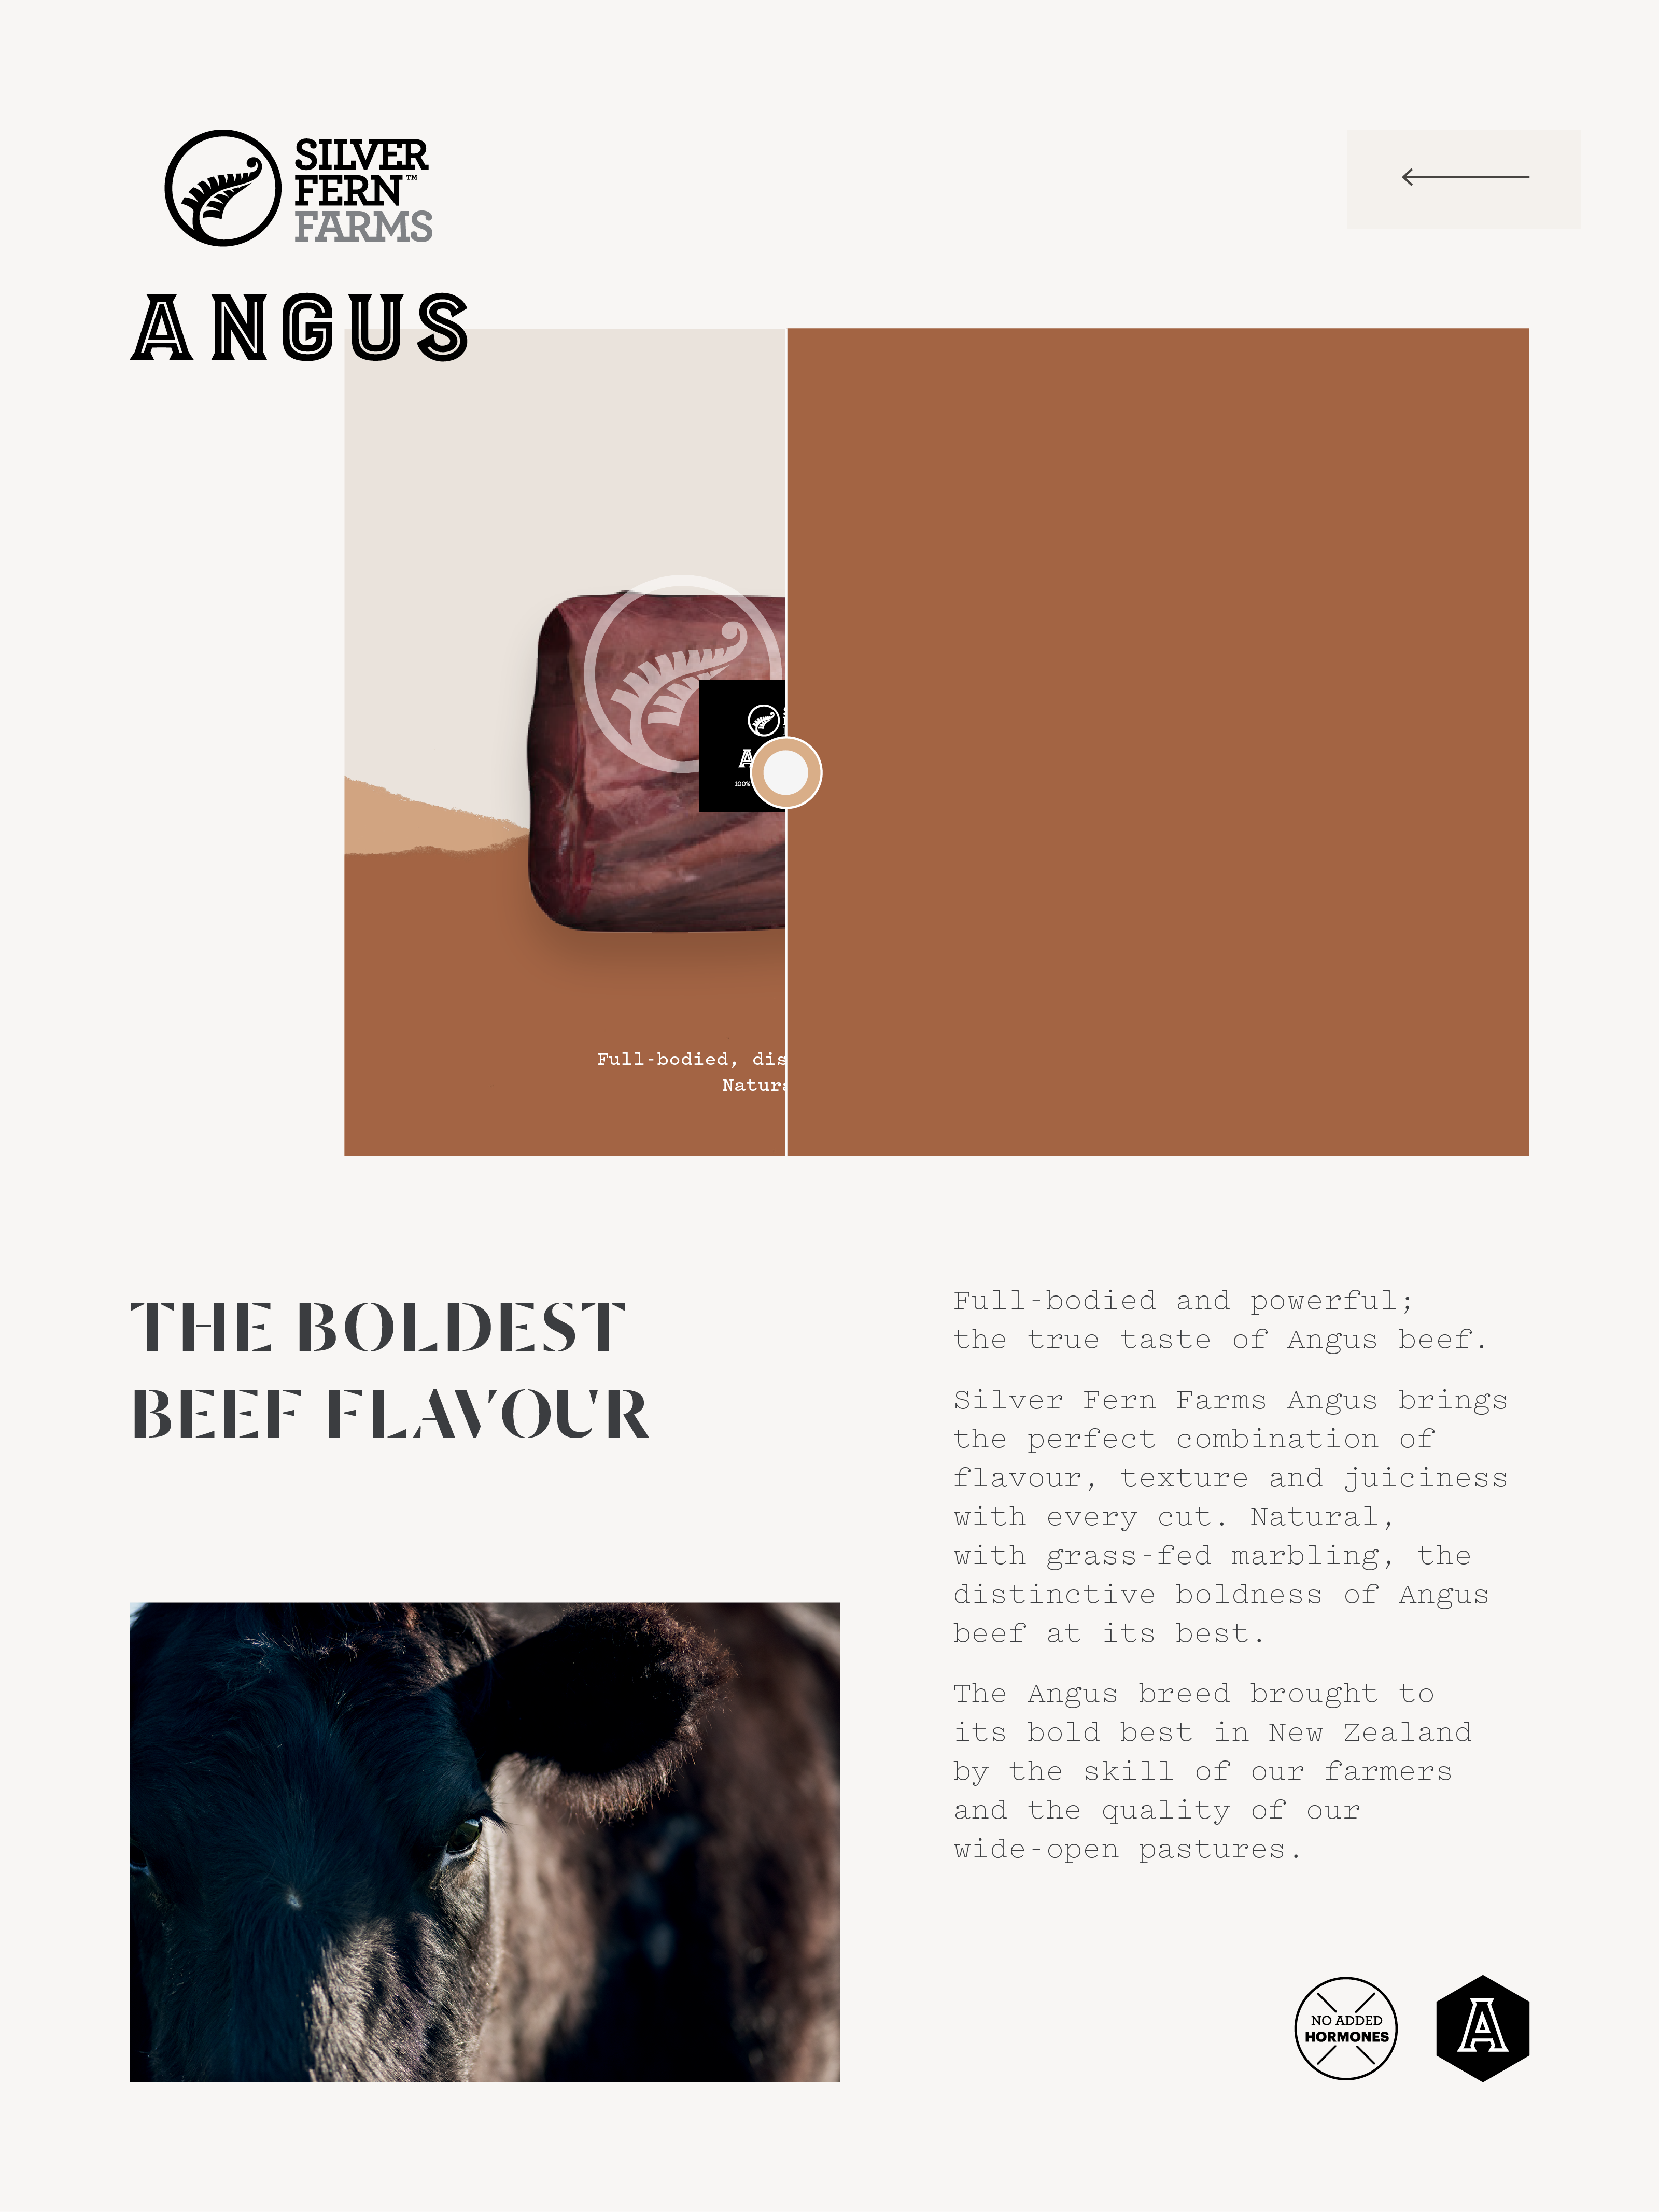 SILVER
FERN™
FARMS
ANGUS
A
100%
Full-bodied, dis
Natura
THE BOLDEST
BEEF FLAVOUR
Full-bodied and powerful;
the true taste of Angus beef.
Silver Fern Farms Angus brings
the perfect combination of
flavour, texture and juiciness
with every cut. Natural,
with grass-fed marbling, the
distinctive boldness of Angus
beef at its best.
The Angus breed brought to
its bold best in New Zealand
by the skill of our farmers
and the quality of our
wide-open pastures.
NO ADDED
HORMONES
A